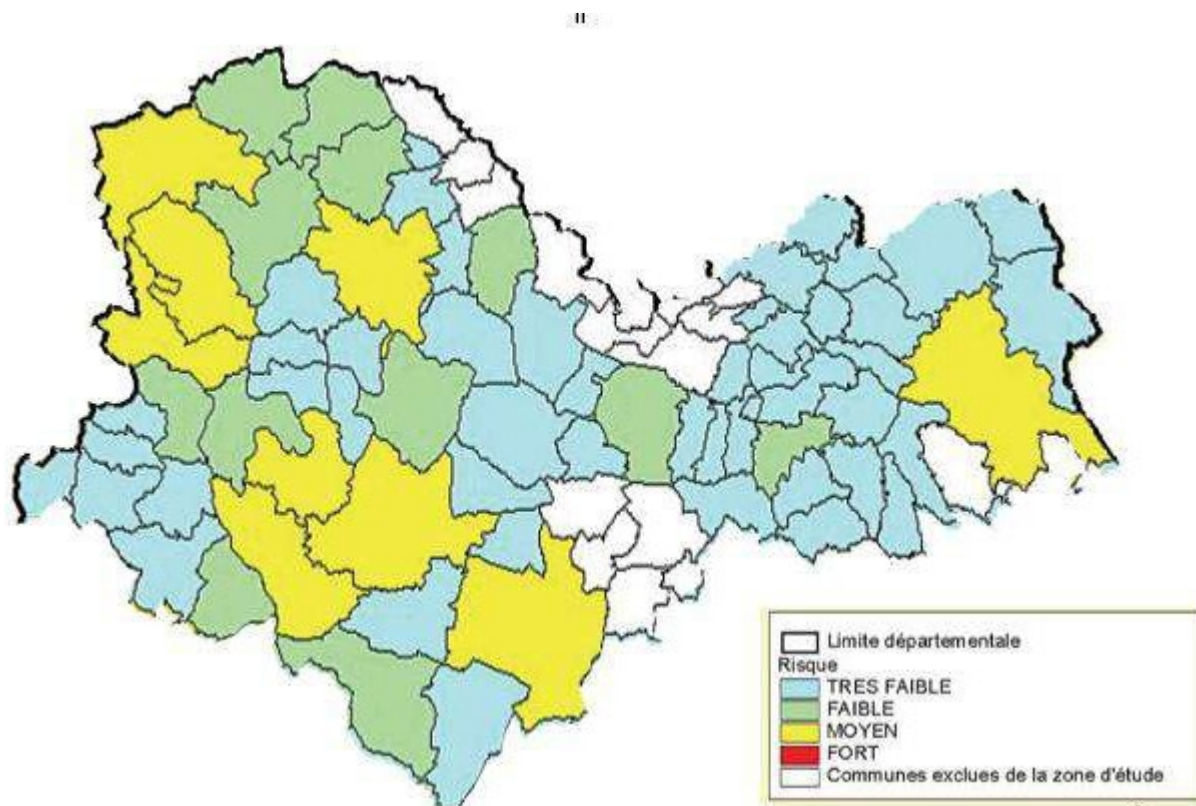 Limite départementale
Risque
TRES FAIBLE
FAIBLE
MOYEN
FORT
Communes exclues de la zone d'étude